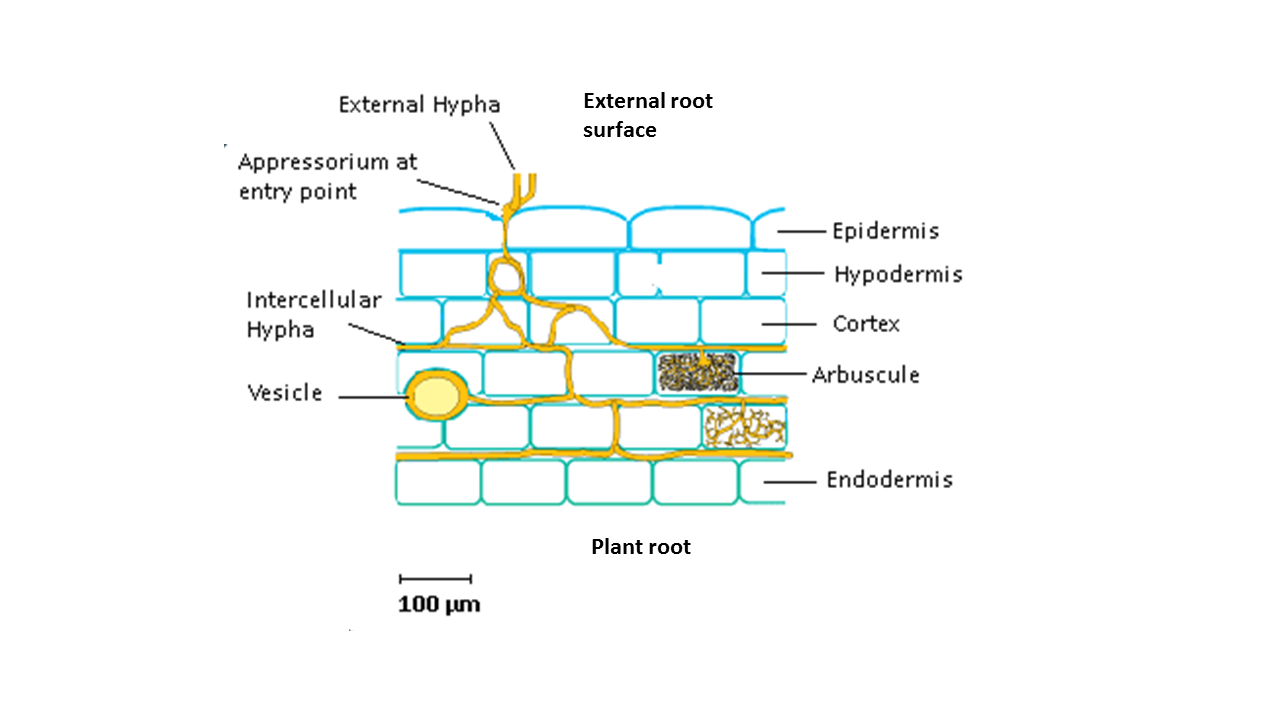 External Hypha
External root
surface
Appressorium at
entry point
Epidermis
Hypodermis
Intercellular
Hypha
Cortex
Arbuscule
Vesicle
Endodermis
Plant root
100 µm